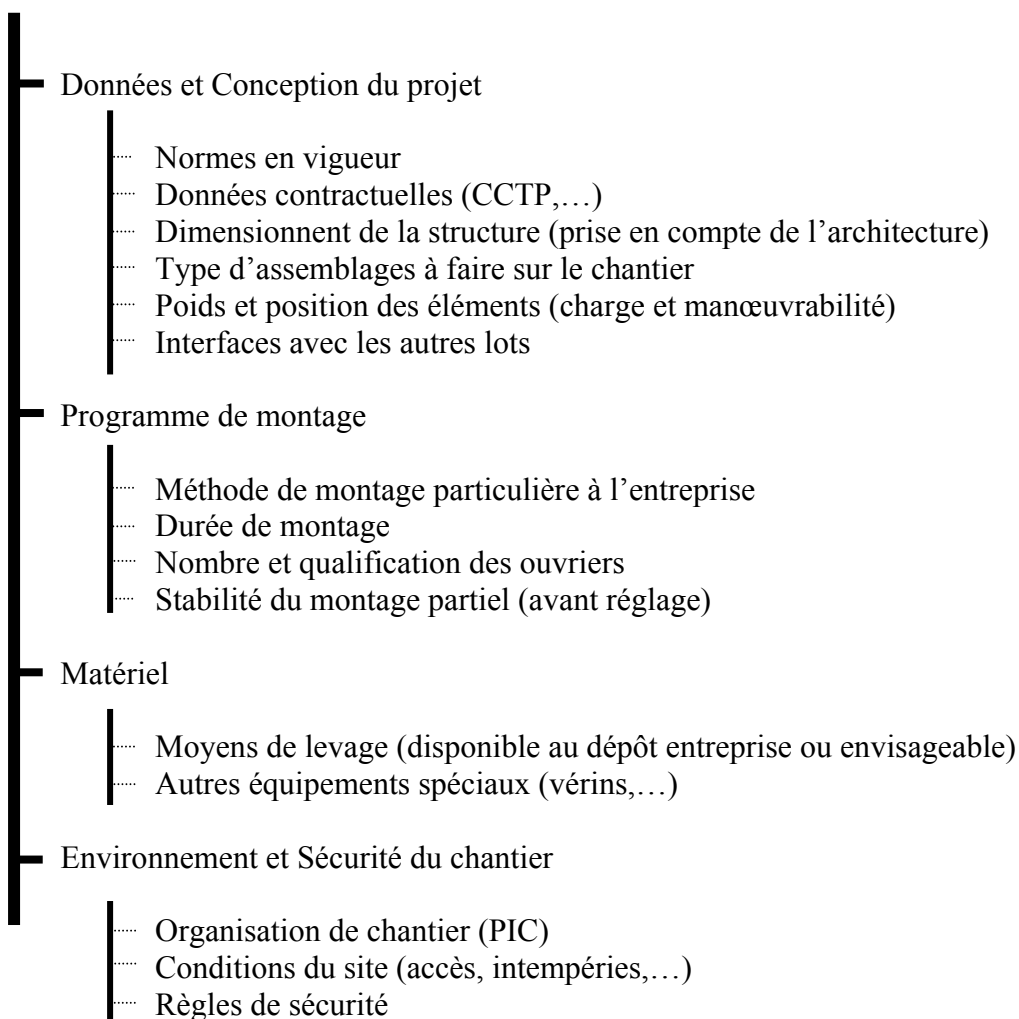 Données et Conception du projet
Normes en vigueur
Données contractuelles (CCTP,…)
Dimensionnent de la structure (prise en compte de l’architecture)
Type d’assemblages à faire sur le chantier
Poids et position des éléments (charge et manœuvrabilité)
Interfaces avec les autres lots
Programme de montage
Méthode de montage particulière à l’entreprise
Durée de montage
Nombre et qualification des ouvriers
Stabilité du montage partiel (avant réglage)
Matériel
Moyens de levage (disponible au dépôt entreprise ou envisageable)
Autres équipements spéciaux (vérins,…)
Environnement et Sécurité du chantier
Organisation de chantier (PIC)
Conditions du site (accès, intempéries,…)
Règles de sécurité